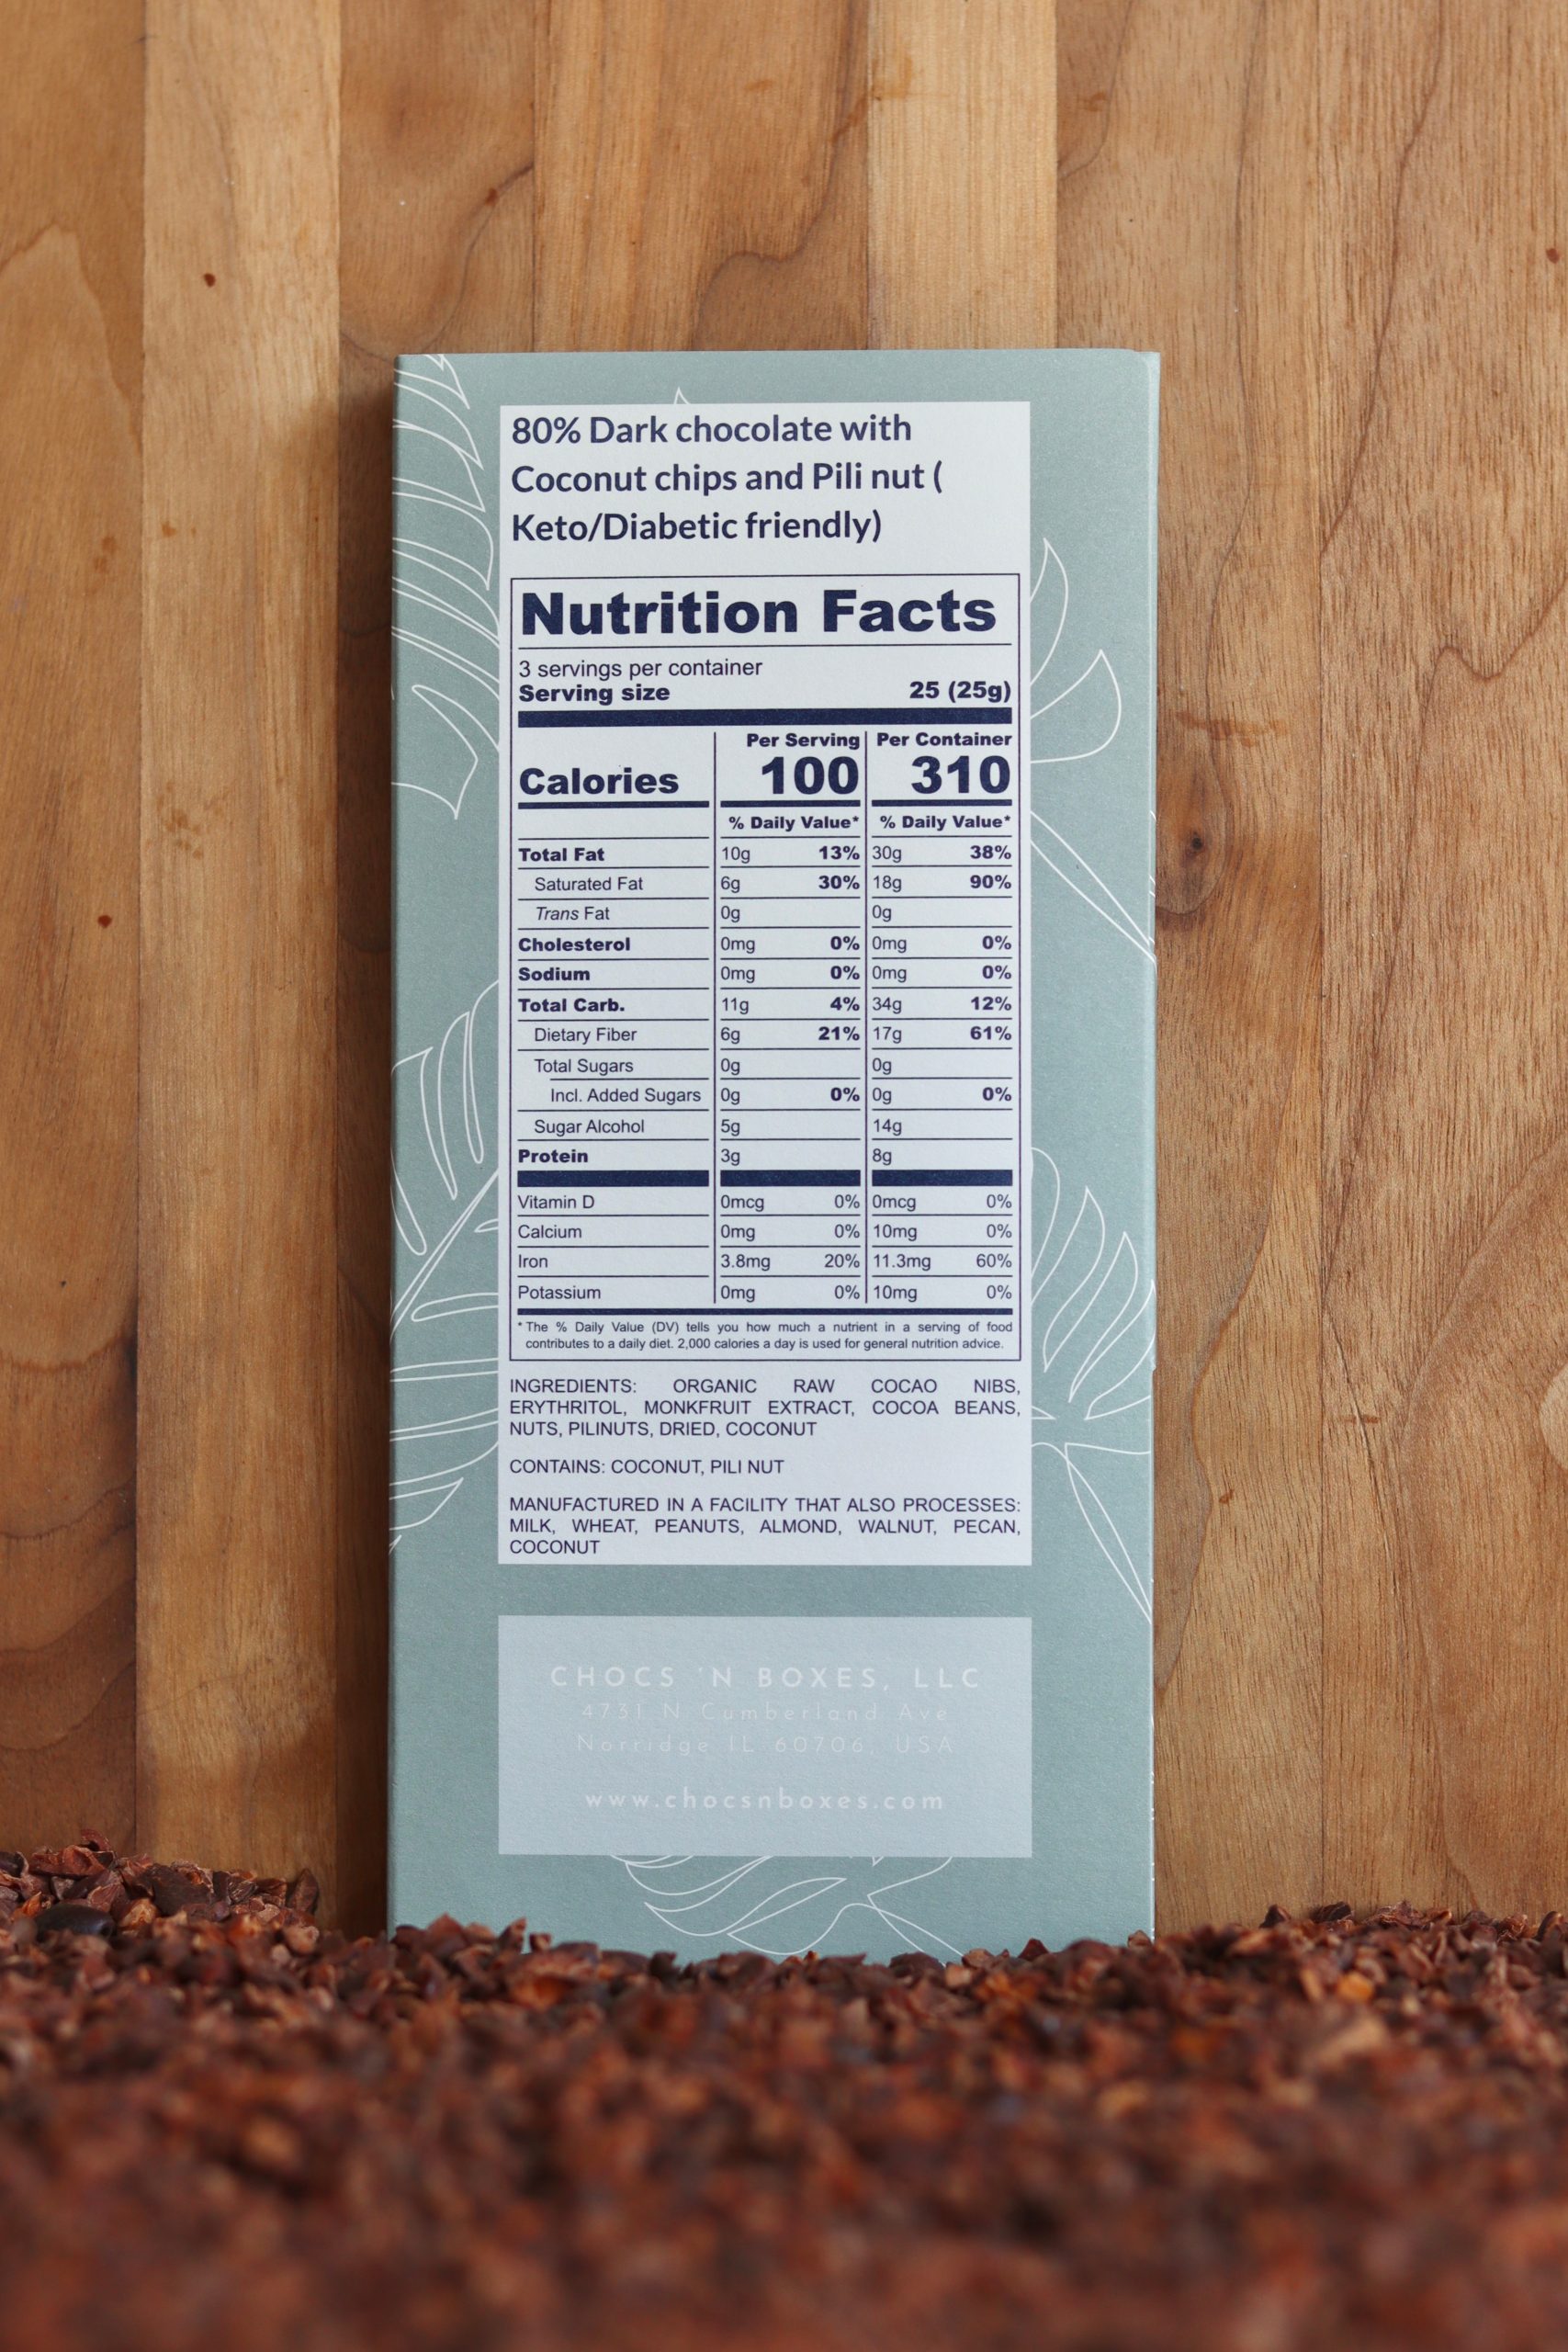 80% Dark chocolate with
Coconut chips and Pili nut (
Keto/Diabetic friendly)
Nutrition Facts
3 servings per container
Serving size 25 (25g)
Per Serving Per Container
Calories 100 310
% Daily Value* % Daily Value*
Total Fat 10g 13% 30g 38%
Saturated Fat 6g 30% 18g 90%
Trans Fat 0g 0g
Cholesterol 0mg 0% 0mg 0%
Sodium 0mg 0% 0mg 0%
Total Carb. 11g 4% 34g 12%
Dietary Fiber 6g 21% 17g 61%
Total Sugars 0g 0g
Incl. Added Sugars 0g 0% 0g 0%
Sugar Alcohol 5g 14g
Protein 3g 8g
Vitamin D 0mcg 0% 0mcg 0%
Calcium 0mg 0% 10mg 0%
Iron 3.8mg 20% 11.3mg 60%
Potassium 0mg 0% 10mg 0%
* The % Daily Value (DV) tells you how much a nutrient in a serving of food
contributes to a daily diet. 2,000 calories a day is used for general nutrition advice.
INGREDIENTS: ORGANIC RAW COCAO NIBS,
ERYTHRITOL, MONKFRUIT EXTRACT, COCOA BEANS,
NUTS, PILINUTS, DRIED, COCONUT
CONTAINS: COCONUT, PILI NUT
MANUFACTURED IN A FACILITY THAT ALSO PROCESSES:
MILK, WHEAT, PEANUTS, ALMOND, WALNUT, PECAN,
COCONUT
CHOCS 'N BOXES, LLC
4731 N Cumberland Ave
Norridge IL 60706, USA
www.chocsnboxes.com